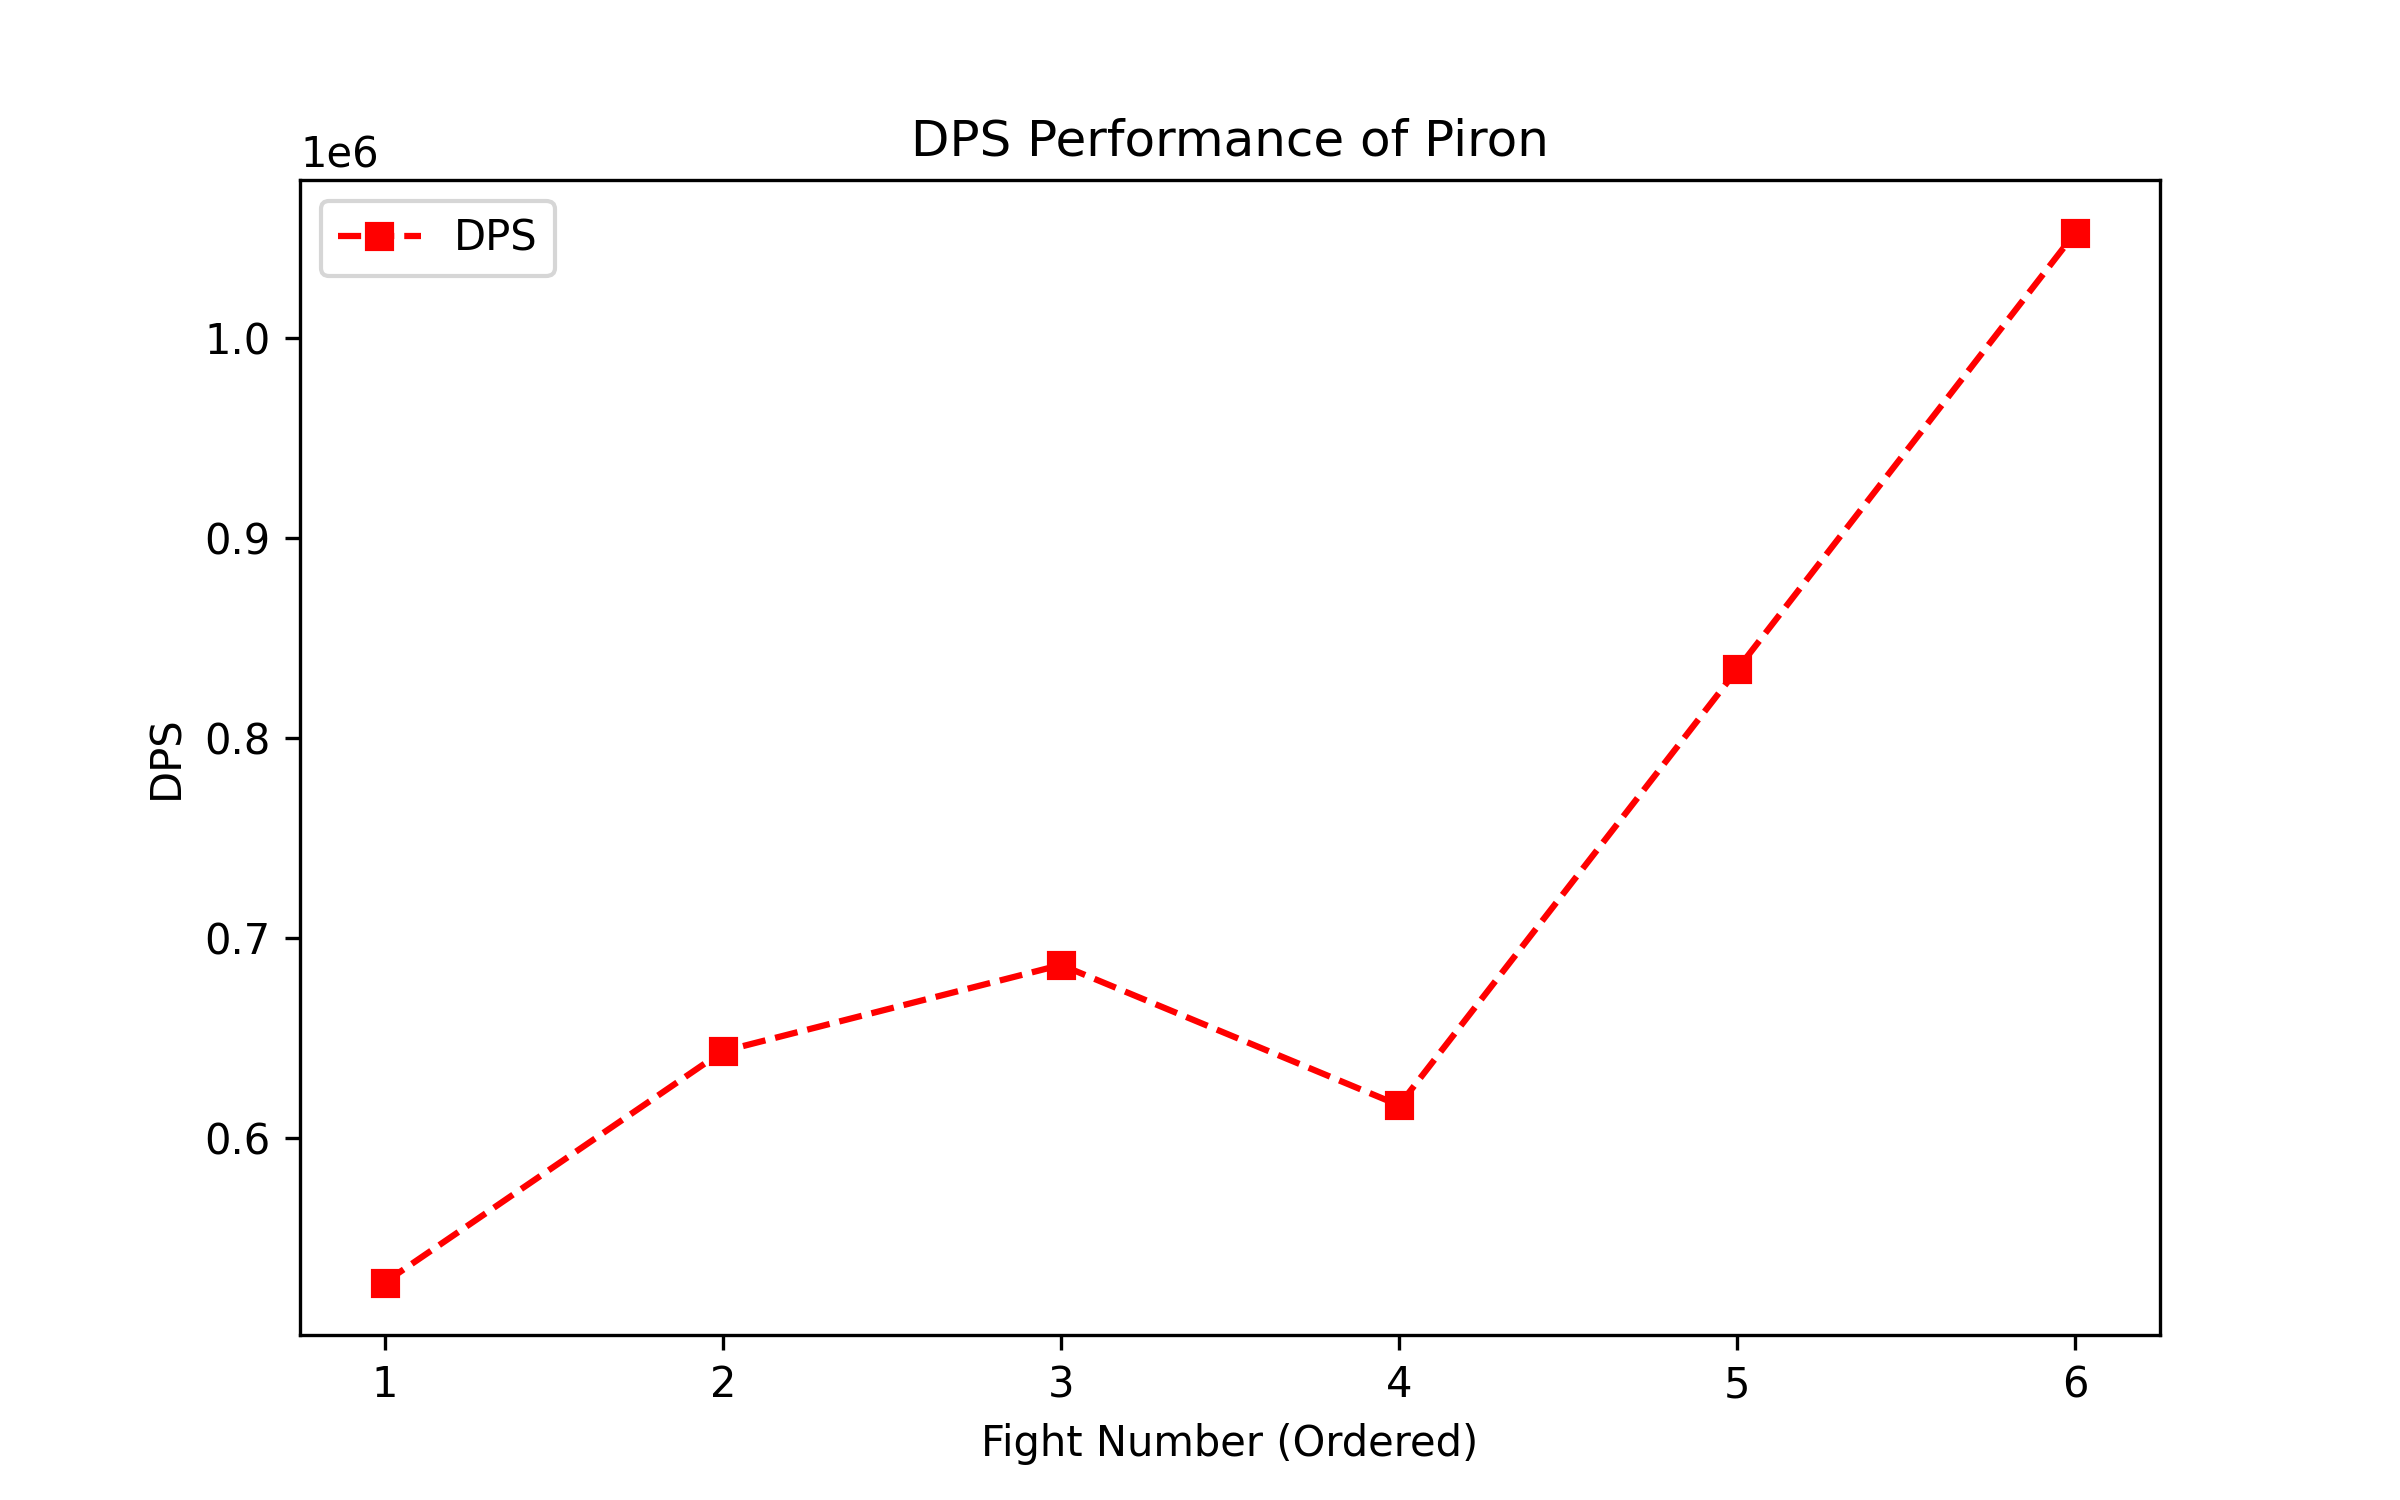 DPS Performance of Piron
1e6
DPS
1.0
0.9
0.8
0.7
0.6
DPS
1 2 3 4 5 6
Fight Number (Ordered)